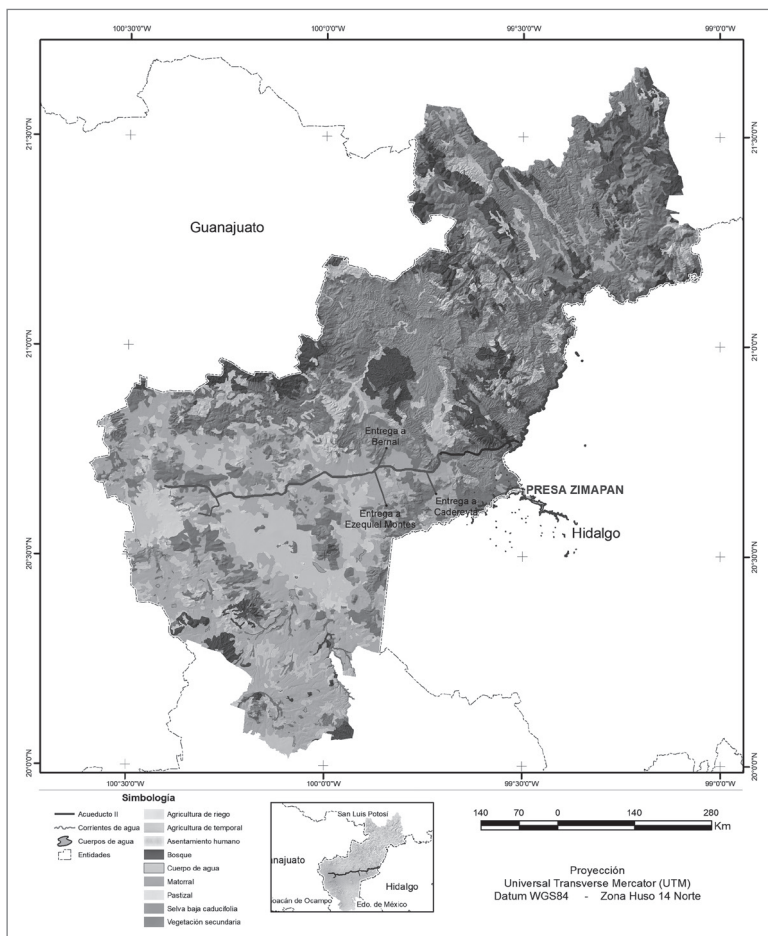 100°30'0"W
100°0'0"W
99°30'0"W
99°0'0"W
21°30'0"N
21°30'0"N
Guanajuato
21°0'0"N
21°0'0"N
Entrega a
Bernal
PRESA ZIMAPAN
Entrega a
Cadereyta
Entrega a
Ezequiel Montes
Hidalgo
20°30'0"N
20°30'0"N
20°0'0"N
20°0'0"N
100°30'0"W
100°0'0"W
99°30'0"W
99°0'0"W
Simbología
Acueducto II
Corrientes de agua
Cuerpos de agua
Entidades
Agricultura de riego
Agricultura de temporal
Asentamiento humano
Bosque
Cuerpo de agua
Matorral
Pastizal
Selva baja caducifolia
Vegetación secundaria
San Luis Potosí
najuato
Hidalgo
oacán de Ocampo
Edo. de México
140 70 0 140 280
Km
Proyección
Universal Transverse Mercator (UTM)
Datum WGS84 - Zona Huso 14 Norte